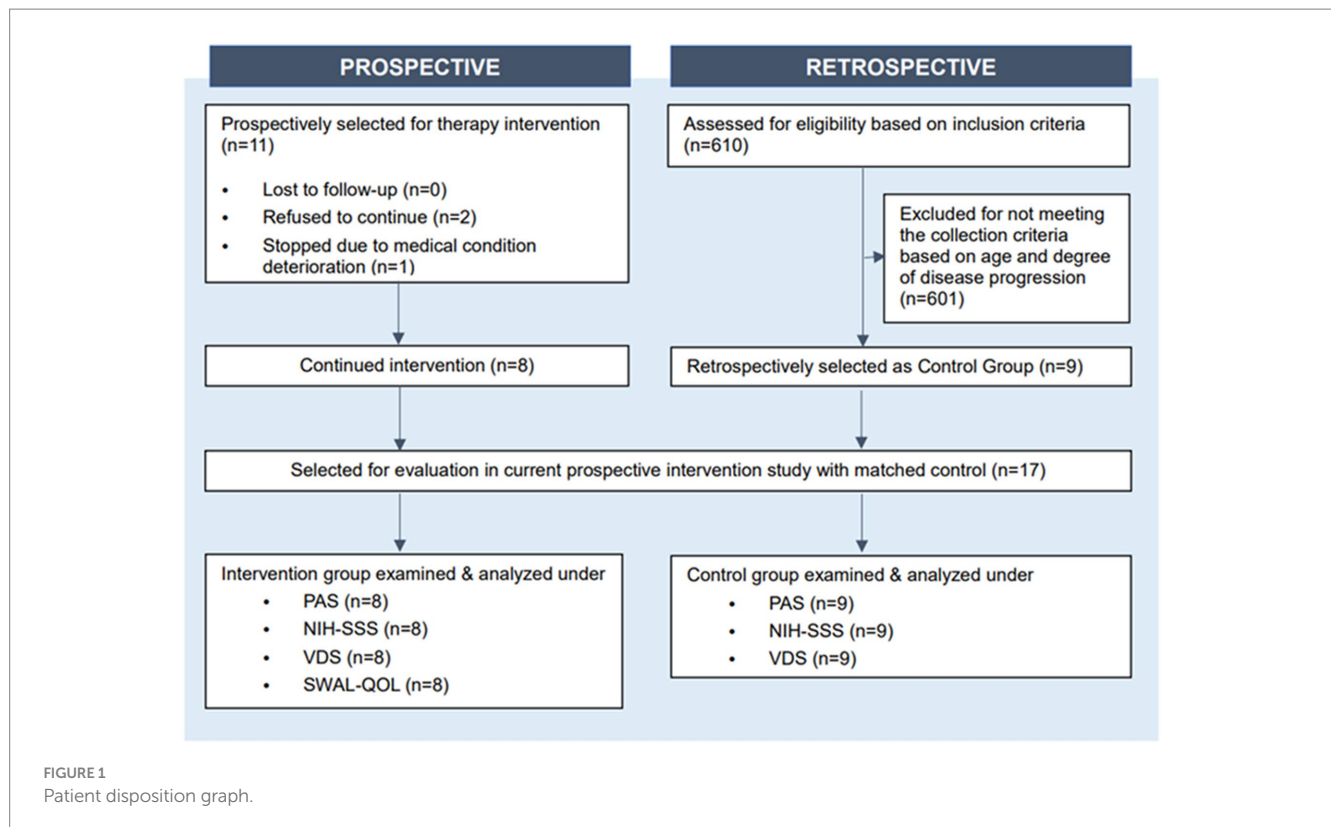 PROSPECTIVE
Prospectively selected for therapy intervention
(n=11)
• Lost to follow-up (n=0)
• Refused to continue (n=2)
• Stopped due to medical condition
deterioration (n=1)
Continued intervention (n=8)
RETROSPECTIVE
Assessed for eligibility based on inclusion criteria
(n=610)
Excluded for not meeting
the collection criteria
based on age and degree
of disease progression
(n=601)
Retrospectively selected as Control Group (n=9)
Selected for evaluation in current prospective intervention study with matched control (n=17)
Intervention group examined & analyzed under
• PAS (n=8)
• NIH-SSS (n=8)
• VDS (n=8)
• SWAL-QOL (n=8)
Control group examined & analyzed under
• PAS (n=9)
• NIH-SSS (n=9)
• VDS (n=9)
FIGURE 1
Patient disposition graph.